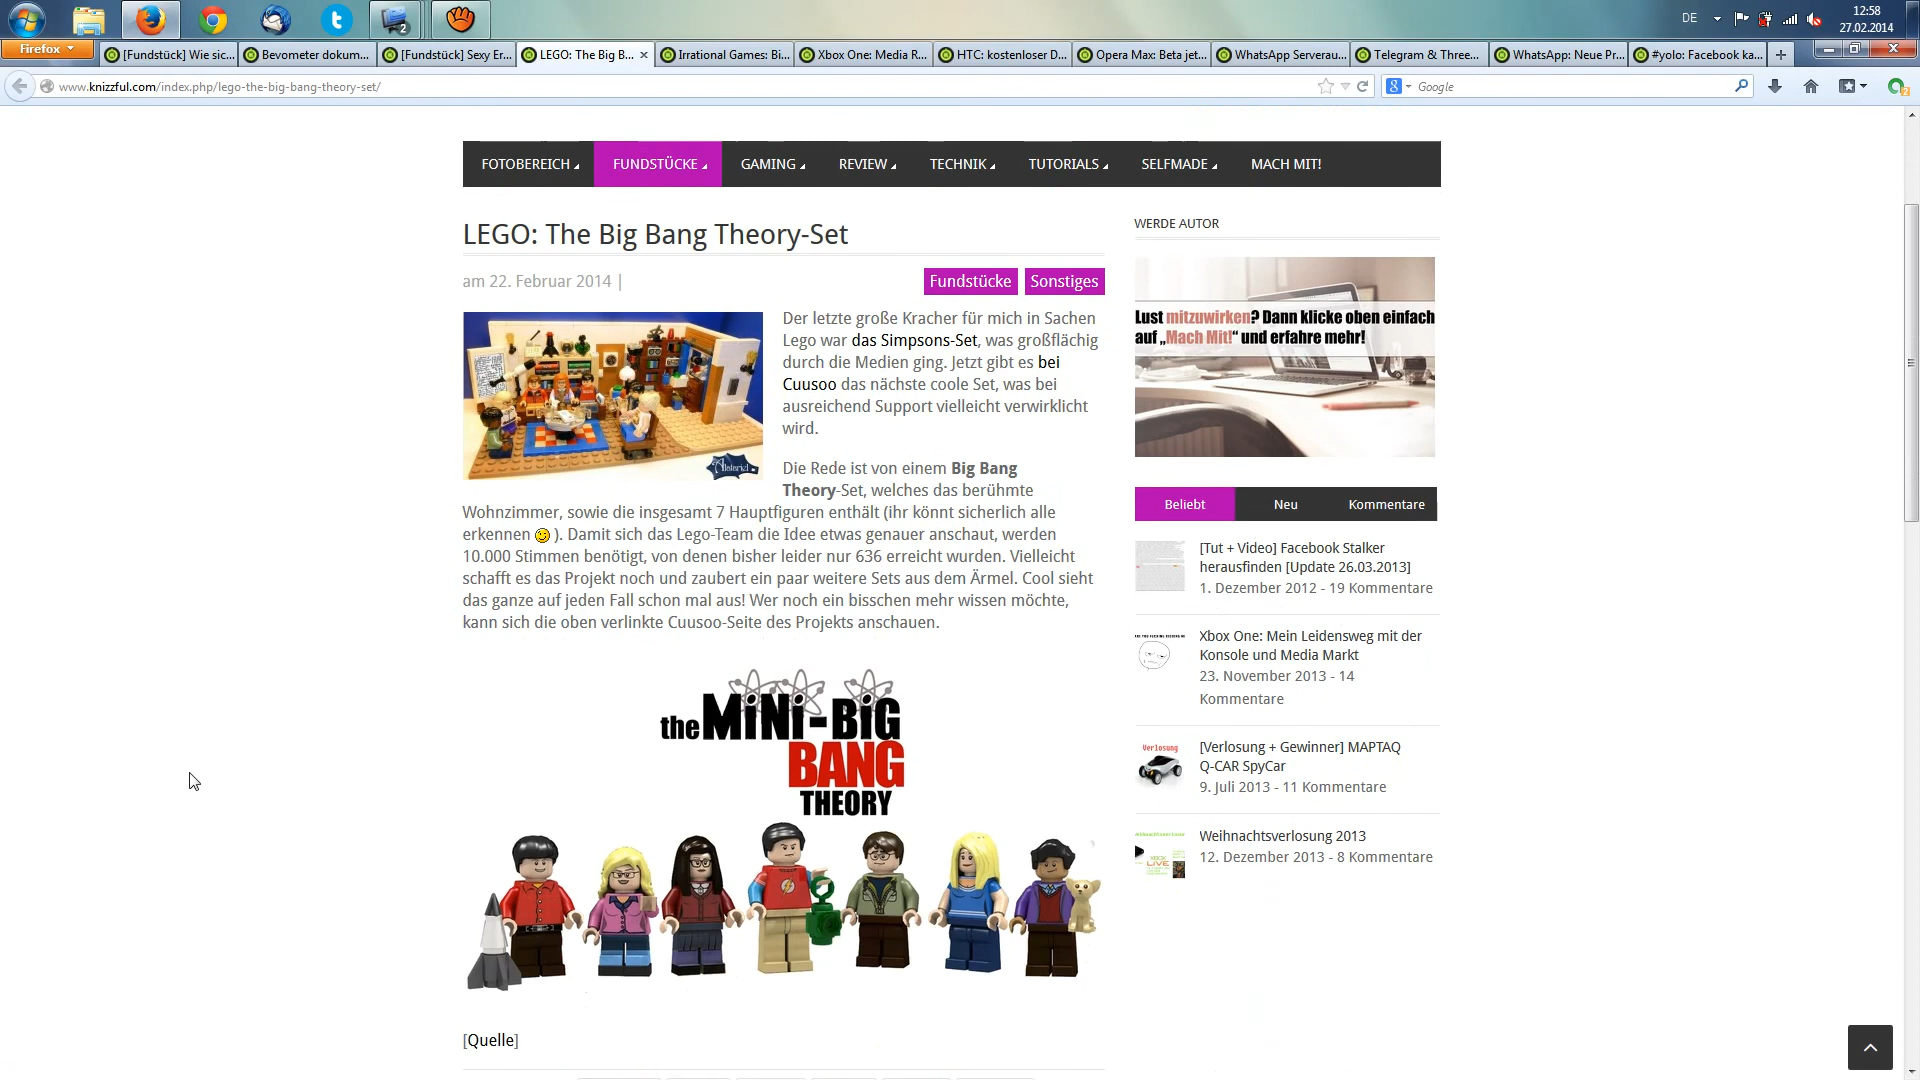 DE
12:58
27.02.2014
Firefox
[Fundstück] Wie sic...
Bevometer dokum...
[Fundstück] Sexy Er...
LEGO: The Big B...
Irrational Games: Bi...
Xbox One: Media R...
HTC: kostenloser D...
Opera Max: Beta jet...
WhatsApp Serverau...
Telegram & Three...
WhatsApp: Neue Pr...
#yolo: Facebook ka...
www.knizzful.com/index.php/lego-the-big-bang-theory-set/
Google
FOTOBEREICH
FUNDSTÜCKE
GAMING
REVIEW
TECHNIK
TUTORIALS
SELFMADE
MACH MIT!
LEGO: The Big Bang Theory-Set
am 22. Februar 2014 |
Fundstücke
Sonstiges
Der letzte große Kracher für mich in Sachen
Lego war das Simpsons-Set, was großflächig
durch die Medien ging. Jetzt gibt es bei
Cuusoo das nächste coole Set, was bei
ausreichend Support vielleicht verwirklicht
wird.
Die Rede ist von einem Big Bang
Theory-Set, welches das berühmte
Wohnzimmer, sowie die insgesamt 7 Hauptfiguren enthält (ihr könnt sicherlich alle
erkennen ). Damit sich das Lego-Team die Idee etwas genauer anschaut, werden
10.000 Stimmen benötigt, von denen bisher leider nur 636 erreicht wurden. Vielleicht
schafft es das Projekt noch und zaubert ein paar weitere Sets aus dem Ärmel. Cool sieht
das ganze auf jeden Fall schon mal aus! Wer noch ein bisschen mehr wissen möchte,
kann sich die oben verlinkte Cuusoo-Seite des Projekts anschauen.
the MiNi-BiG
BANG
THEORY
[Quelle]
WERDE AUTOR
Lust mitzuwirken? Dann klicke oben einfach
auf „Mach Mit!“ und erfahre mehr!
Beliebt
Neu
Kommentare
[Tut + Video] Facebook Stalker
herausfinden [Update 26.03.2013]
1. Dezember 2012 - 19 Kommentare
Xbox One: Mein Leidensweg mit der
Konsole und Media Markt
23. November 2013 - 14
Kommentare
Verlosung
[Verlosung + Gewinner] MAPTAQ
Q-CAR SpyCar
9. Juli 2013 - 11 Kommentare
XBOX
LIVE
Weihnachtsverlosung 2013
12. Dezember 2013 - 8 Kommentare